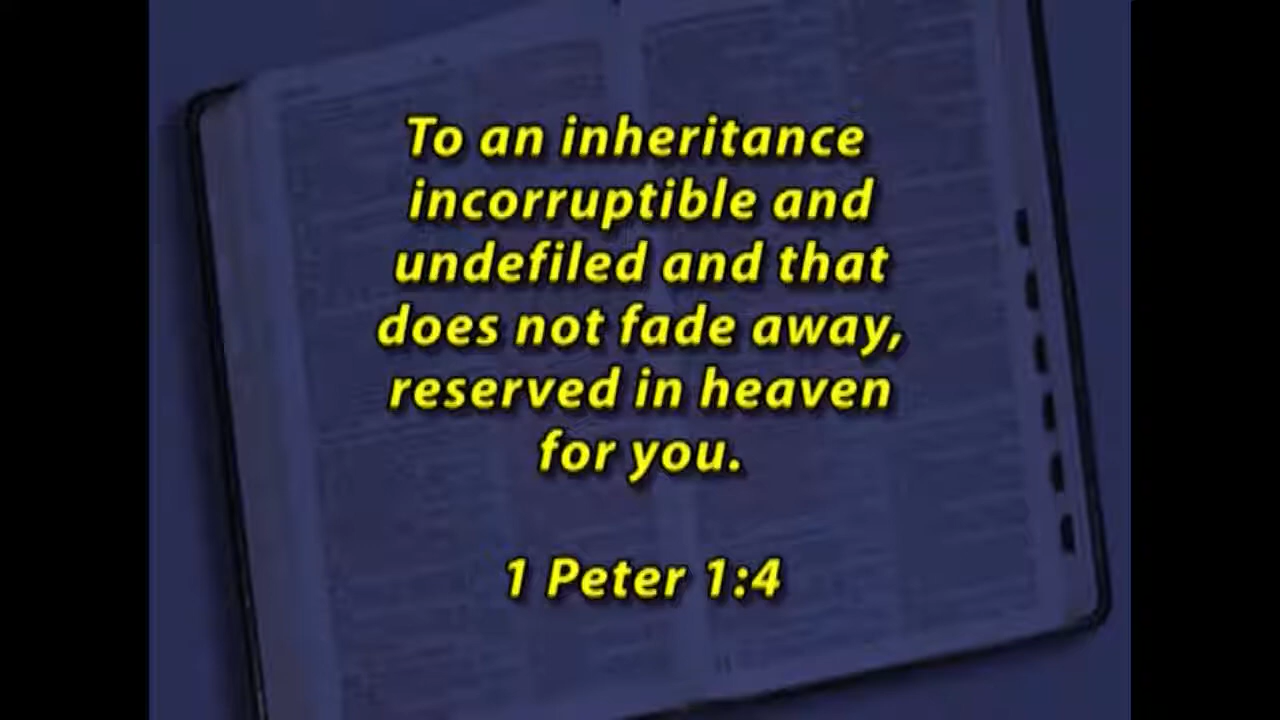 To an inheritance
incorruptible and
undefiled and that
does not fade away,
reserved in heaven
for you.
1 Peter 1:4